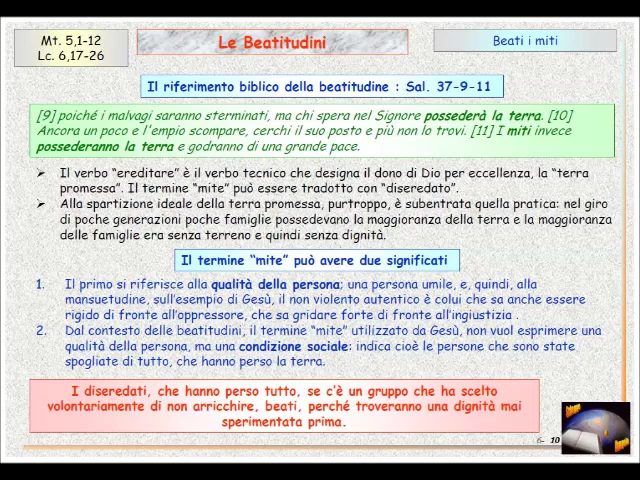 Mt. 5,1-12
Lc. 6,17-26
Le Beatitudini
Beati i miti
Il riferimento biblico della beatitudine : Sal. 37-9-11
[9] poiché i malvagi saranno sterminati, ma chi spera nel Signore possederà la terra. [10]
Ancora un poco e l'empio scompare, cerchi il suo posto e più non lo trovi. [11] I miti invece
possederanno la terra e godranno di una grande pace.
➢ Il verbo "ereditare" è il verbo tecnico che designa il dono di Dio per eccellenza, la "terra
promessa". Il termine "mite" può essere tradotto con "diseredato".
➢ Alla spartizione ideale della terra promessa, purtroppo, è subentrata quella pratica: nel giro
di poche generazioni poche famiglie possedevano la maggioranza della terra e la maggioranza
delle famiglie era senza terreno e quindi senza dignità.
Il termine "mite" può avere due significati
1. Il primo si riferisce alla qualità della persona; una persona umile, e, quindi, alla
mansuetudine, sull'esempio di Gesù, il non violento autentico è colui che sa anche essere
rigido di fronte all'oppressore, che sa gridare forte di fronte all'ingiustizia .
2. Dal contesto delle beatitudini, il termine "mite" utilizzato da Gesù, non vuol esprimere una
qualità della persona, ma una condizione sociale: indica cioè le persone che sono state
spogliate di tutto, che hanno perso la terra.
I diseredati, che hanno perso tutto, se c'è un gruppo che ha scelto
volontariamente di non arricchire, beati, perché troveranno una dignità mai
sperimentata prima.
6- 10